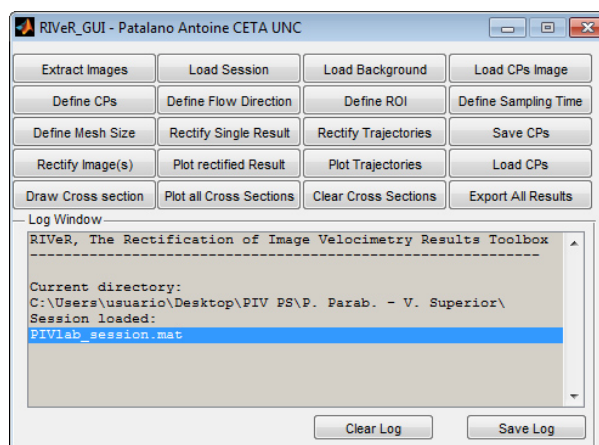 RIVeR_GUI - Patalano Antoine CETA UNC
Extract Images Load Session Load Background Load CPs Image
Define CPs Define Flow Direction Define ROI Define Sampling Time
Define Mesh Size Rectify Single Result Rectify Trajectories Save CPs
Rectify Image(s) Plot rectified Result Plot Trajectories Load CPs
Draw Cross section Plot all Cross Sections Clear Cross Sections Export All Results
Log Window
RIVeR, The Rectification of Image Velocimetry Results Toolbox
------------------------------------------------------------
Current directory:
C:\Users\usuario\Desktop\PIV PS\P. Parab. - V. Superior\
Session loaded:
PIVlab_session.mat
Clear Log Save Log